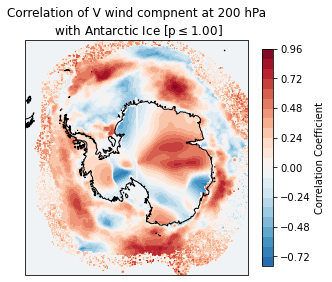 Correlation of V wind compnent at 200 hPa
with Antarctic Ice [p ≤ 1.00]
0.96
0.72
0.48
0.24
0.00
−0.24
−0.48
−0.72
Correlation Coefficient